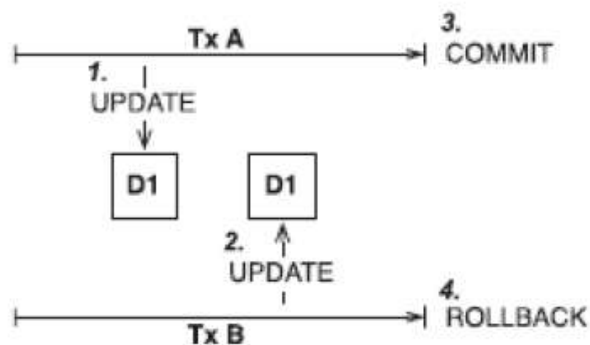 Tx A
3.
COMMIT
1.
UPDATE
D1
D1
2.
UPDATE
4.
ROLLBACK
Tx B